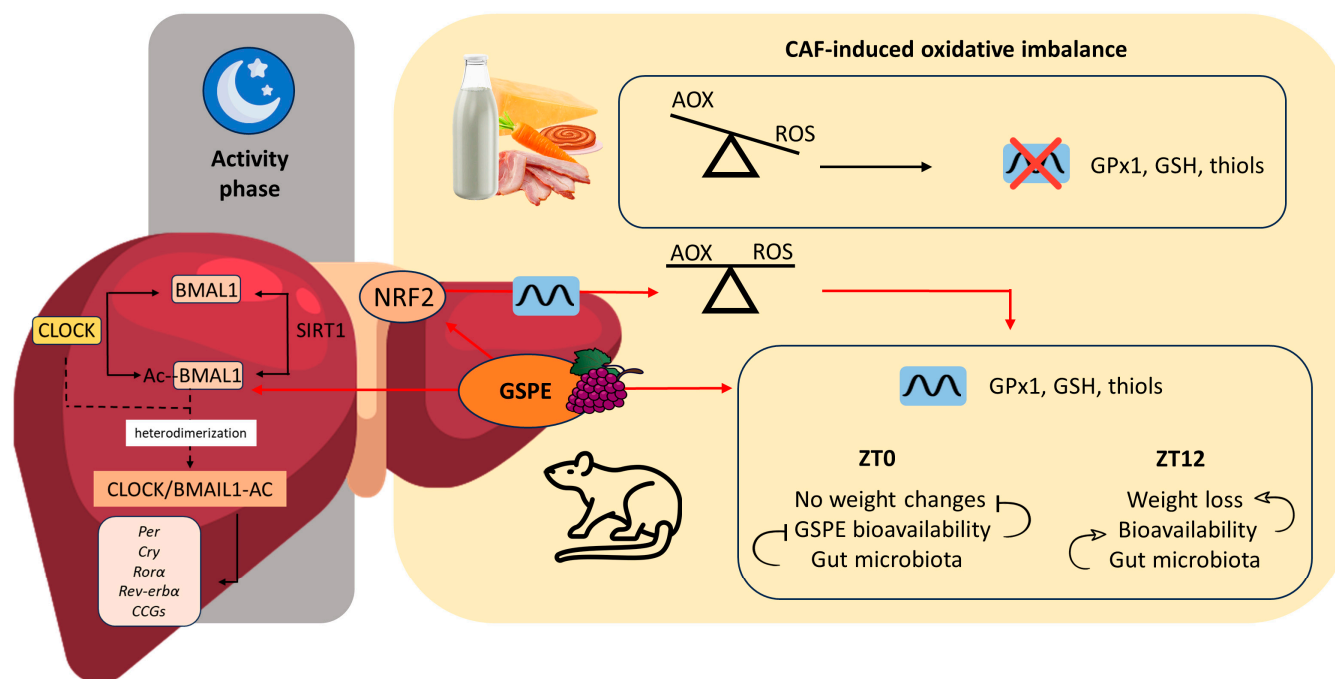 Activity
phase
CAF-induced oxidative imbalance
AOX
ROS
GPx1, GSH, thiols
BMAL1
CLOCK
SIRT1
Ac--BMAL1
heterodimerization
CLOCK/BMAIL1-AC
Per
Cry
Rorα
Rev-erbα
CCGs
NRF2
AOX
ROS
GSPE
GPx1, GSH, thiols
ZT0
No weight changes
GSPE bioavailability
Gut microbiota
ZT12
Weight loss
Bioavailability
Gut microbiota